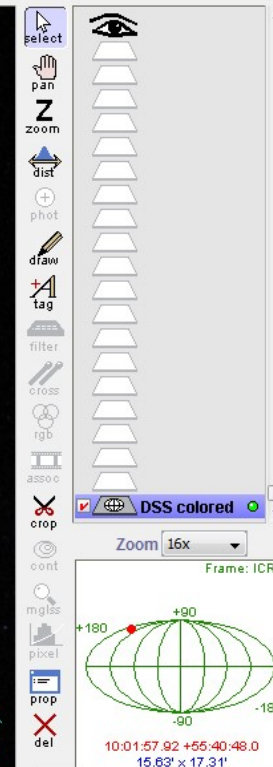 select
pan
Z
zoom
dist
phot
draw
+A
tag
filter
cross
rgb
assoc
crop
cont
mglss
pixel
prop
del
DSS colored
Zoom 16x
Frame: ICR
+90
+180
-18
-90
10:01:57.92 +55:40:48.0
15.63' x 17.31'